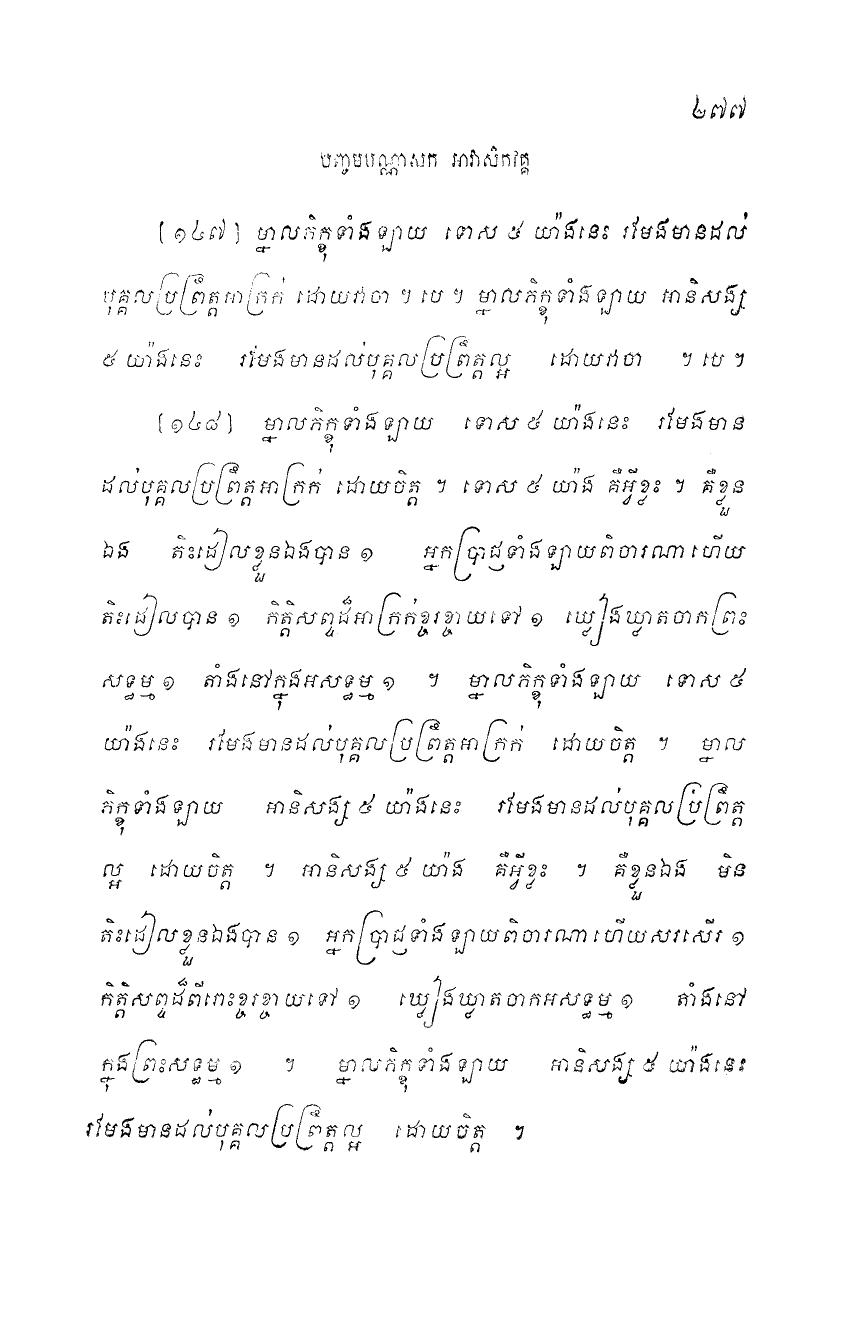 ២៧៧
បញ្ចមបណ្ណាសក អាវាសិកវគ្គ
[១៤៧] ម្នាលភិក្ខុទាំងឡាយ ទោស ៥ យ៉ាងនេះ រមែងមានដល់
បុគ្គលប្រព្រឹត្តអាក្រក់ ដោយវាចា ។ បេ ។ ម្នាលភិក្ខុទាំងឡាយ អានិសង្ស
៥ យ៉ាងនេះ រមែងមានដល់បុគ្គលប្រព្រឹត្តល្អ ដោយវាចា ។ បេ ។
[១៤៨] ម្នាលភិក្ខុទាំងឡាយ ទោស ៥ យ៉ាងនេះ រមែងមាន
ដល់បុគ្គលប្រព្រឹត្តអាក្រក់ ដោយចិត្ត ។ ទោស ៥ យ៉ាង គឺអ្វីខ្លះ ។ គឺខ្លួន
ឯង តិះដៀលខ្លួនឯងបាន ១ អ្នកប្រាជ្ញទាំងឡាយពិចារណាហើយ
តិះដៀលបាន ១ កិត្តិសព្ទដ៏អាក្រក់ខ្ចរខ្ចាយទៅ ១ ឃ្លៀងឃ្លាតចាកព្រះ
សទ្ធម្ម ១ តាំងនៅក្នុងអសទ្ធម្ម ១ ។ ម្នាលភិក្ខុទាំងឡាយ ទោស ៥
យ៉ាងនេះ រមែងមានដល់បុគ្គលប្រព្រឹត្តអាក្រក់ ដោយចិត្ត ។ ម្នាល
ភិក្ខុទាំងឡាយ អានិសង្ស ៥ យ៉ាងនេះ រមែងមានដល់បុគ្គលប្រព្រឹត្ត
ល្អ ដោយចិត្ត ។ អានិសង្ស ៥ យ៉ាង គឺអ្វីខ្លះ ។ គឺខ្លួនឯង មិន
តិះដៀលខ្លួនឯងបាន ១ អ្នកប្រាជ្ញទាំងឡាយពិចារណាហើយសរសើរ ១
កិត្តិសព្ទដ៏ពីរោះខ្ចរខ្ចាយទៅ ១ ឃ្លៀងឃ្លាតចាកអសទ្ធម្ម ១ តាំងនៅ
ក្នុងព្រះសទ្ធម្ម ១ ។ ម្នាលភិក្ខុទាំងឡាយ អានិសង្ស ៥ យ៉ាងនេះ
រមែងមានដល់បុគ្គលប្រព្រឹត្តល្អ ដោយចិត្ត ។